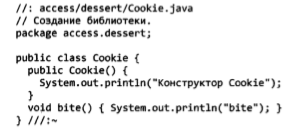 //: access/dessert/Cookie.java
// Создание библиотеки.
package access.dessert;

public class Cookie {
  public Cookie() {
    System.out.println("Конструктор Cookie");
  }
  void bite() { System.out.println("bite"); }
} ///:~